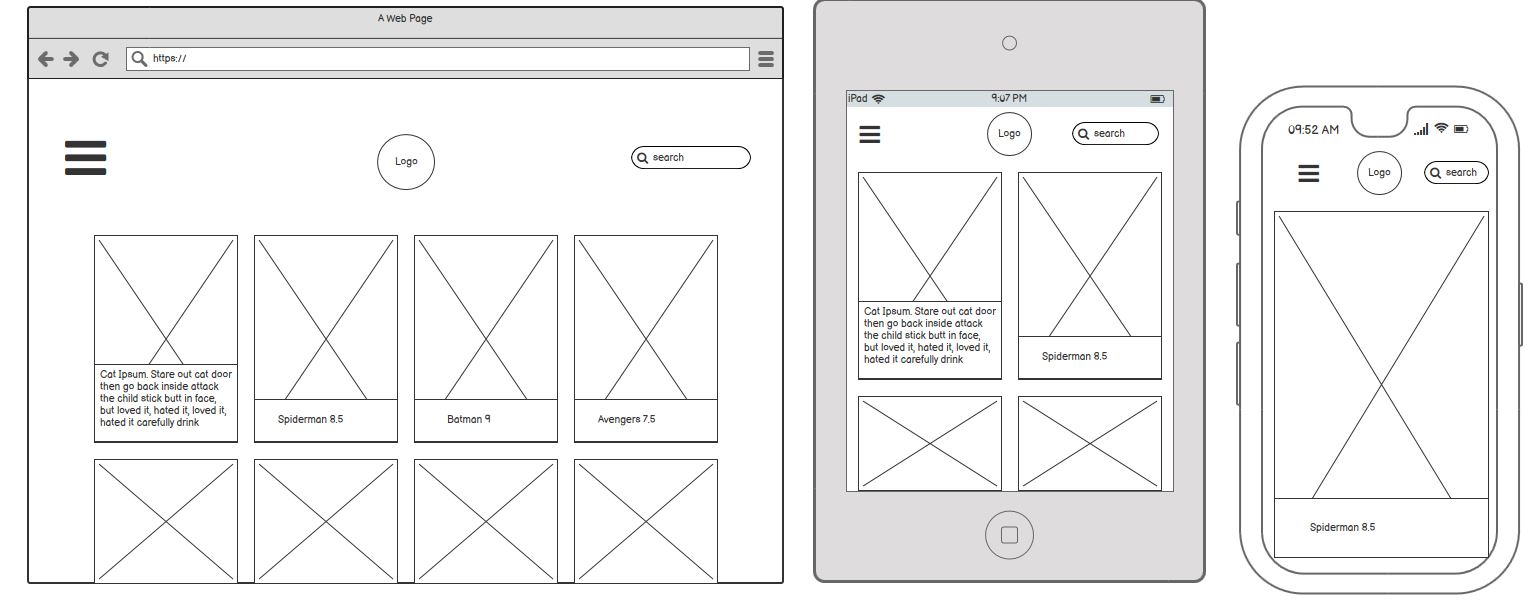 A Web Page
https://
Logo
search
Cat Ipsum. Stare out cat door
then go back inside attack
the child stick butt in face,
but loved it, hated it, loved it,
hated it carefully drink
Spiderman 8.5
Batman 9
Avengers 7.5
iPad
9:07 PM
Logo
search
Cat Ipsum. Stare out cat door
then go back inside attack
the child stick butt in face,
but loved it, hated it, loved it,
hated it carefully drink
Spiderman 8.5
09:52 AM
Logo
search
Spiderman 8.5